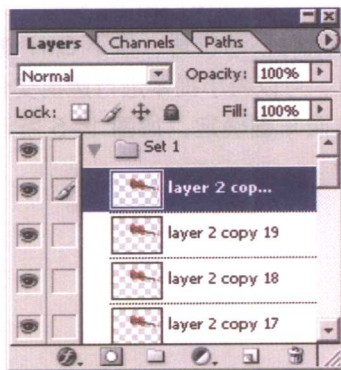 Layers Channels Paths
Normal Opacity: 100%
Lock: Fill: 100%
Set 1
layer 2 cop...
layer 2 copy 19
layer 2 copy 18
layer 2 copy 17